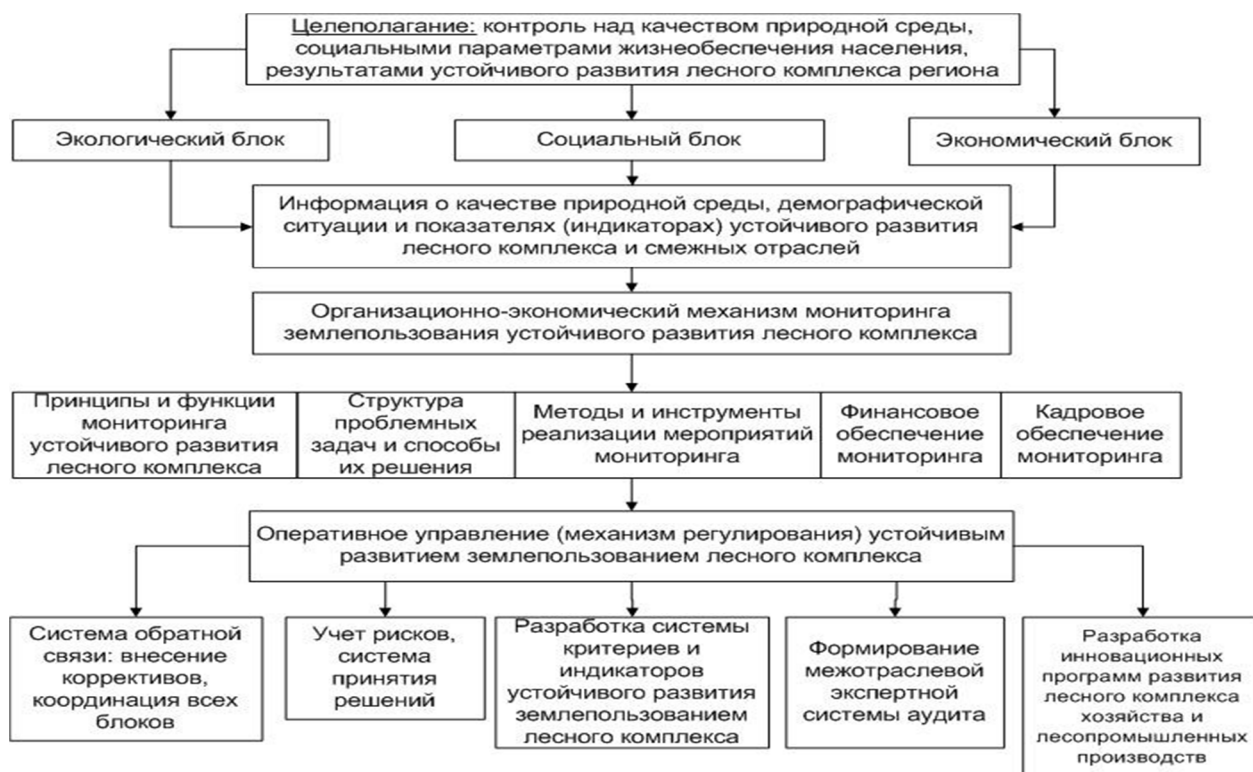 Целеполагание: контроль над качеством природной среды,
социальными параметрами жизнеобеспечения населения,
результатами устойчивого развития лесного комплекса региона
Экологический блок
Социальный блок
Экономический блок
Информация о качестве природной среды, демографической
ситуации и показателях (индикаторах) устойчивого развития
лесного комплекса и смежных отраслей
Организационно-экономический механизм мониторинга
землепользования устойчивого развития лесного комплекса
Принципы и функции
мониторинга
устойчивого развития
лесного комплекса
Структура
проблемных
задач и способы
их решения
Методы и инструменты
реализации мероприятий
мониторинга
Финансовое
обеспечение
мониторинга
Кадровое
обеспечение
мониторинга
Оперативное управление (механизм регулирования) устойчивым
развитием землепользованием лесного комплекса
Система обратной
связи: внесение
коррективов,
координация всех
блоков
Учет рисков,
система
принятия
решений
Разработка системы
критериев и
индикаторов
устойчивого развития
землепользованием
лесного комплекса
Формирование
межотраслевой
экспертной
системы аудита
Разработка
инновационных
программ развития
лесного комплекса
хозяйства и
лесопромышленных
производств